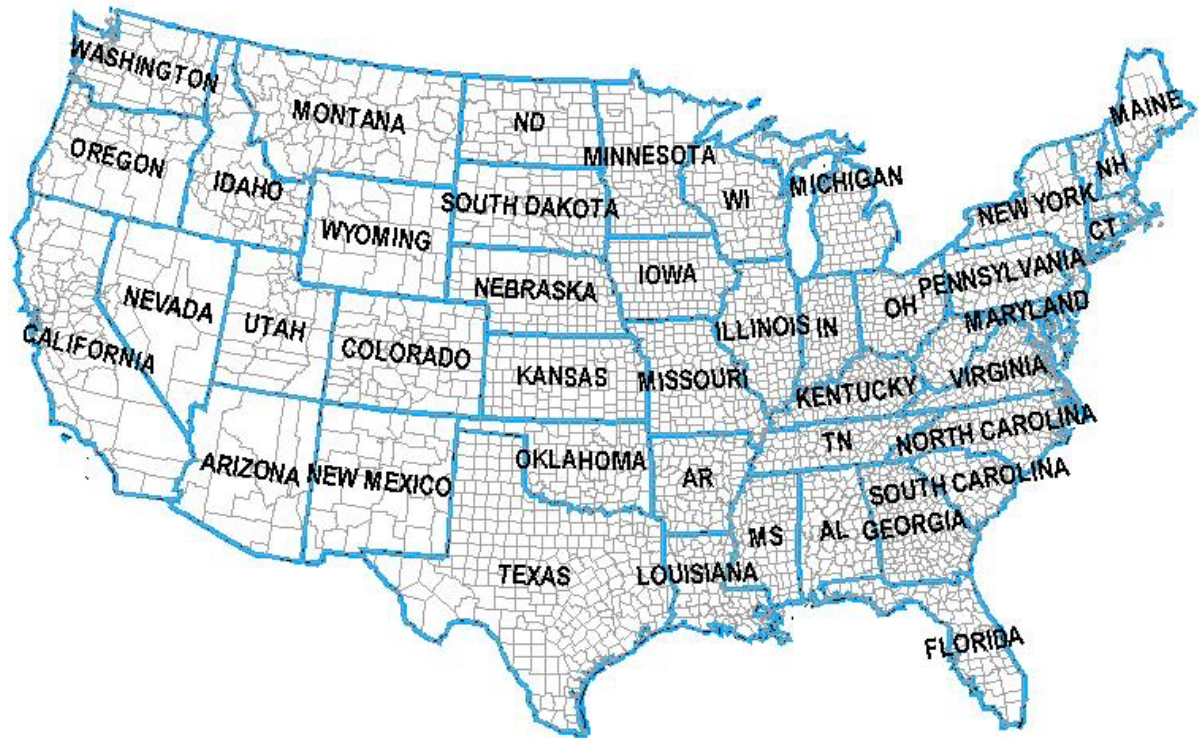 WASHINGTON
MONTANA
ND
MINNESOTA
MAINE
OREGON
IDAHO
SOUTH DAKOTA
WI
MICHIGAN
NH
NEW YORK
WYOMING
CT
NEBRASKA
IOWA
PENNSYLVANIA
NEVADA
UTAH
COLORADO
ILLINOIS
IN
OH
MARYLAND
CALIFORNIA
KANSAS
MISSOURI
KENTUCKY
VIRGINIA
ARIZONA
NEW MEXICO
OKLAHOMA
AR
TN
NORTH CAROLINA
SOUTH CAROLINA
TEXAS
LOUISIANA
MS
AL
GEORGIA
FLORIDA